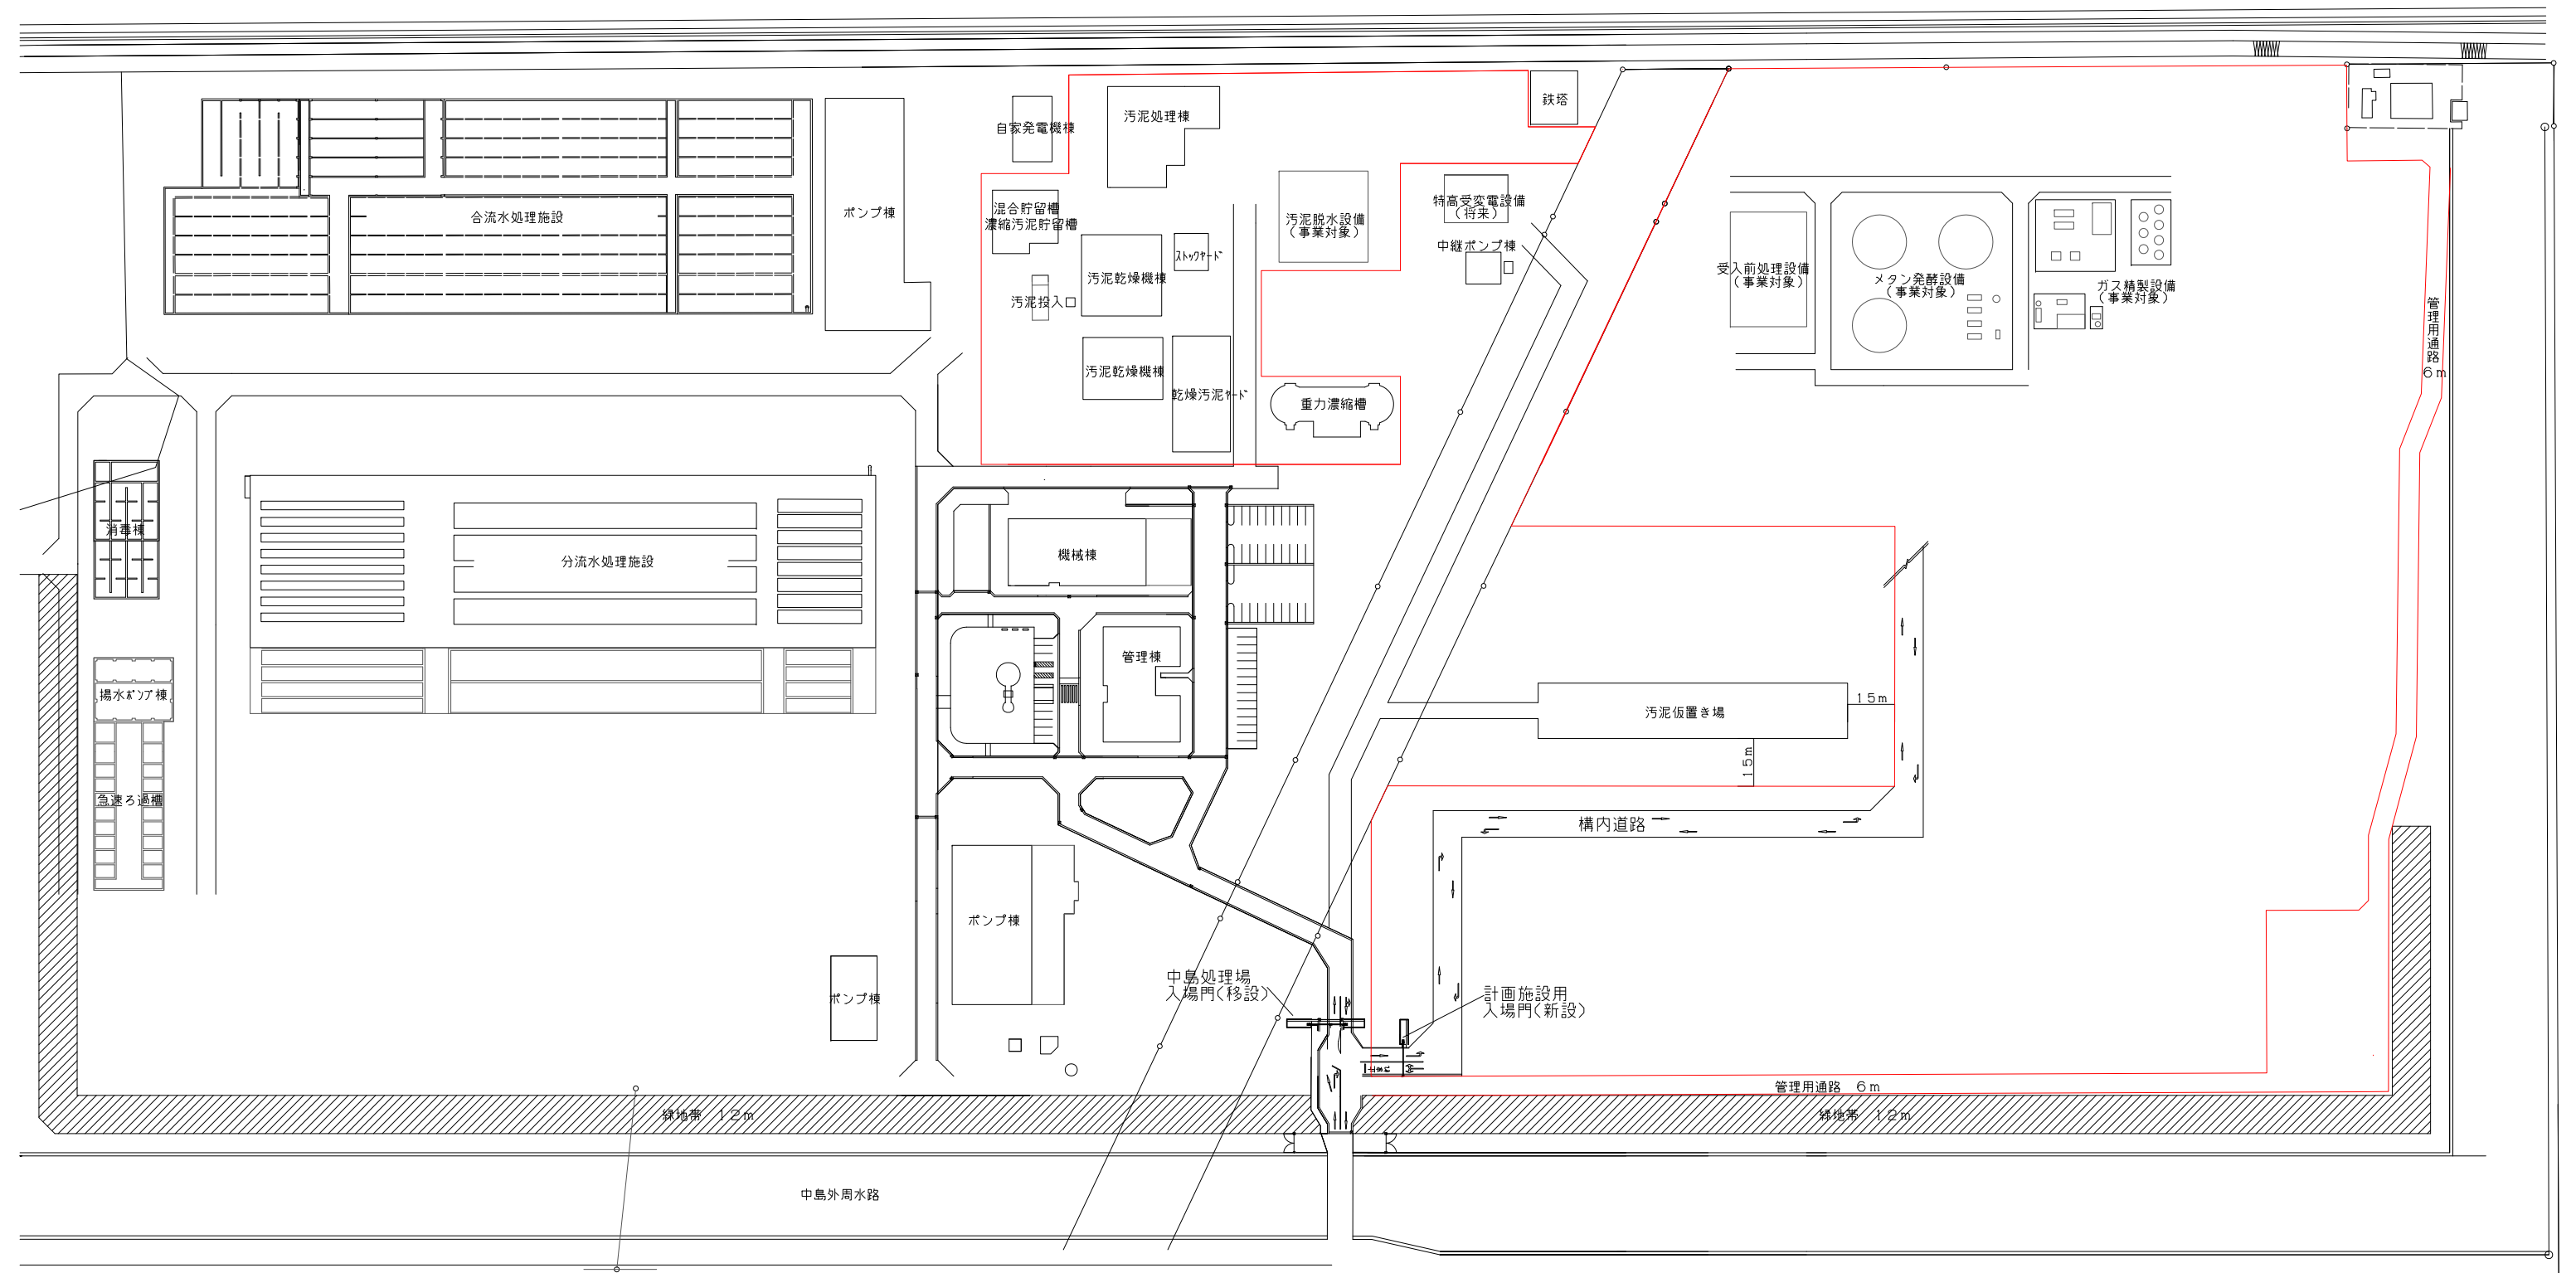 鉄塔
自家発電機棟
汚泥処理棟
混合貯留槽
濃縮汚泥貯留槽
ポンプ棟
合流水処理施設
汚泥脱水設備
(事業対象)
特高受変電設備
(将来)
中継ポンプ棟
ストックヤード
汚泥乾燥機棟
汚泥投入口
受入前処理設備
(事業対象)
メタン発酵設備
(事業対象)
ガス精製設備
(事業対象)
管理用通路
6m
汚泥乾燥機棟
乾燥汚泥ヤード
重力濃縮槽
消毒棟
分流水処理施設
機械棟
管理棟
揚水ポンプ棟
汚泥仮置き場
15m
15m
急速ろ過槽
構内道路
ポンプ棟
ポンプ棟
中島処理場
入場門(移設)
計画施設用
入場門(新設)
管理用通路 6m
緑地帯 12m
緑地帯 12m
中島外周水路